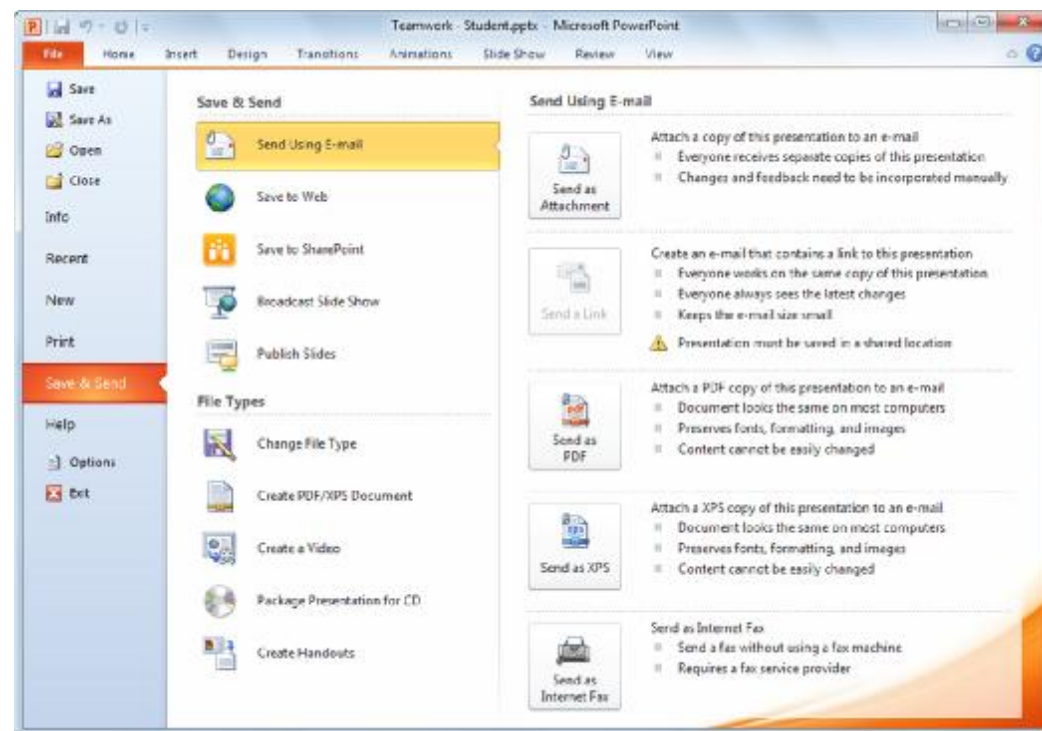 Teamwork - Student.pptx - Microsoft PowerPoint
File Home Insert Design Transitions Animations Slide Show Review View
Save
Save As
Open
Close
Info
Recent
New
Print
Save & Send
Help
Options
Exit
Save & Send
Send Using E-mail
Save to Web
Save to SharePoint
Broadcast Slide Show
Publish Slides
File Types
Change File Type
Create PDF/XPS Document
Create a Video
Package Presentation for CD
Create Handouts
Send Using E-mail
Send as
Attachment
Attach a copy of this presentation to an e-mail
Everyone receives separate copies of this presentation
Changes and feedback need to be incorporated manually
Send a Link
Create an e-mail that contains a link to this presentation
Everyone works on the same copy of this presentation
Everyone always sees the latest changes
Keeps the e-mail size small
Presentation must be saved in a shared location
Send as
PDF
Attach a PDF copy of this presentation to an e-mail
Document looks the same on most computers
Preserves fonts, formatting, and images
Content cannot be easily changed
Send as XPS
Attach a XPS copy of this presentation to an e-mail
Document looks the same on most computers
Preserves fonts, formatting, and images
Content cannot be easily changed
Send as
Internet Fax
Send as Internet Fax
Send a fax without using a fax machine
Requires a fax service provider